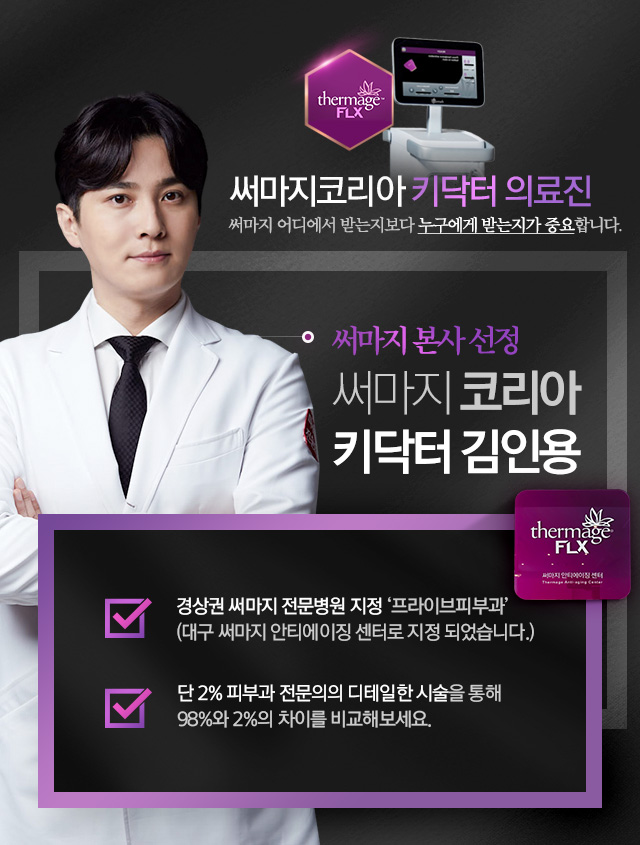 thermage™
FLX
써마지코리아 키닥터 의료진
써마지 어디에서 받는지보다 누구에게 받는지가 중요합니다.
써마지 본사 선정
써마지 코리아
키닥터 김인용
thermage
FLX
써마지 안티에이징 센터
Thermage Anti-aging Center
경상권 써마지 전문병원 지정 ‘프라이브피부과’
(대구 써마지 안티에이징 센터로 지정 되었습니다.)
단 2% 피부과 전문의의 디테일한 시술을 통해
98%와 2%의 차이를 비교해보세요.